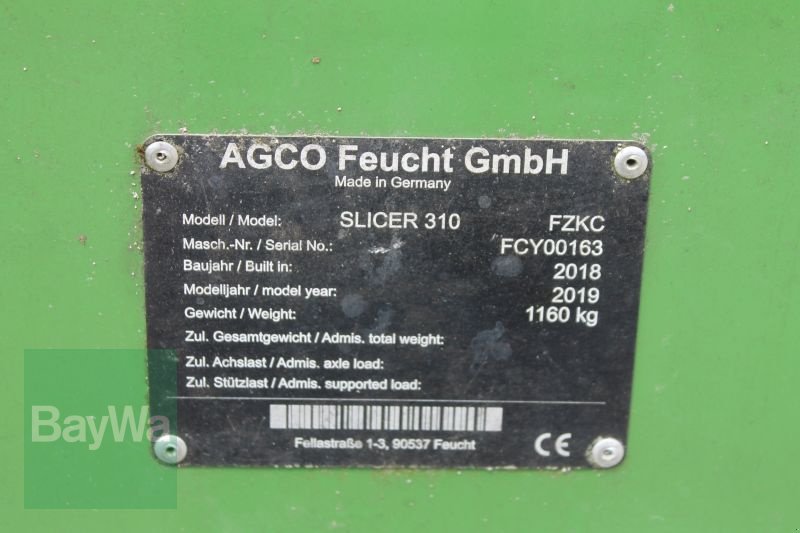 AGCO Feucht GmbH
Made in Germany
Modell / Model: SLICER 310 FZKC
Masch.-Nr. / Serial No.: FCY00163
Baujahr / Built in: 2018
Modelljahr / model year: 2019
Gewicht / Weight: 1160 kg
Zul. Gesamtgewicht / Admis. total weight:
Zul. Achslast / Admis. axle load:
Zul. Stützlast / Admis. supported load:
Fellastraße 1-3, 90537 Feucht CE
BayWa